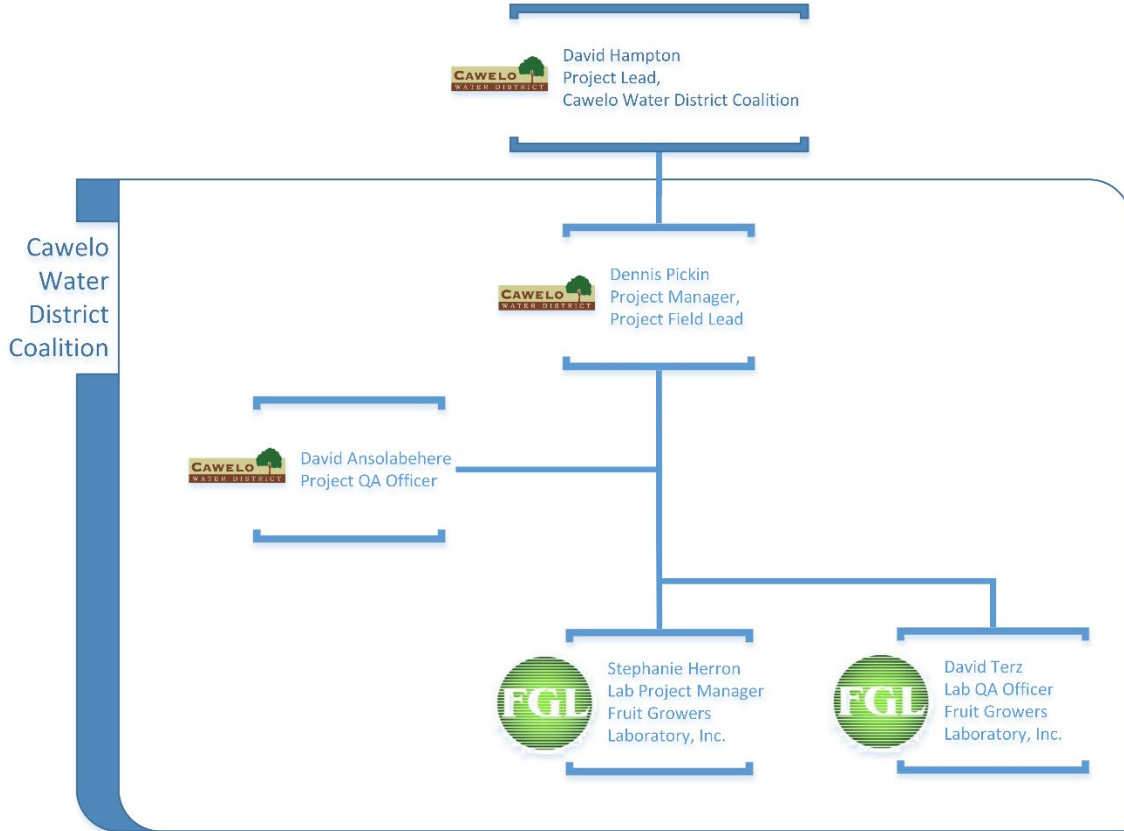 CAWELO
WATER DISTRICT
David Hampton
Project Lead,
Cawelo Water District Coalition
Cawelo
Water
District
Coalition
CAWELO
WATER DISTRICT
Dennis Pickin
Project Manager,
Project Field Lead
CAWELO
WATER DISTRICT
David Ansolabehere
Project QA Officer
FGL
Stephanie Herron
Lab Project Manager
Fruit Growers
Laboratory, Inc.
FGL
David Terz
Lab QA Officer
Fruit Growers
Laboratory, Inc.